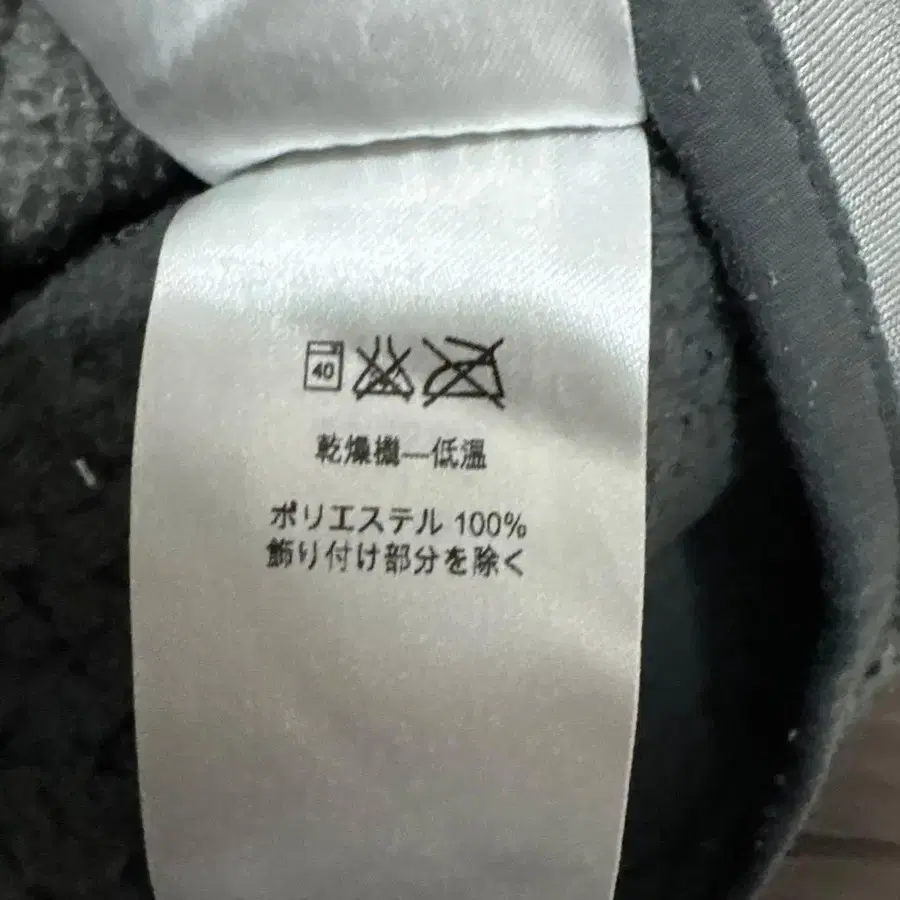 40
乾燥機—低温
ポリエステル 100%
飾り付け部分を除く